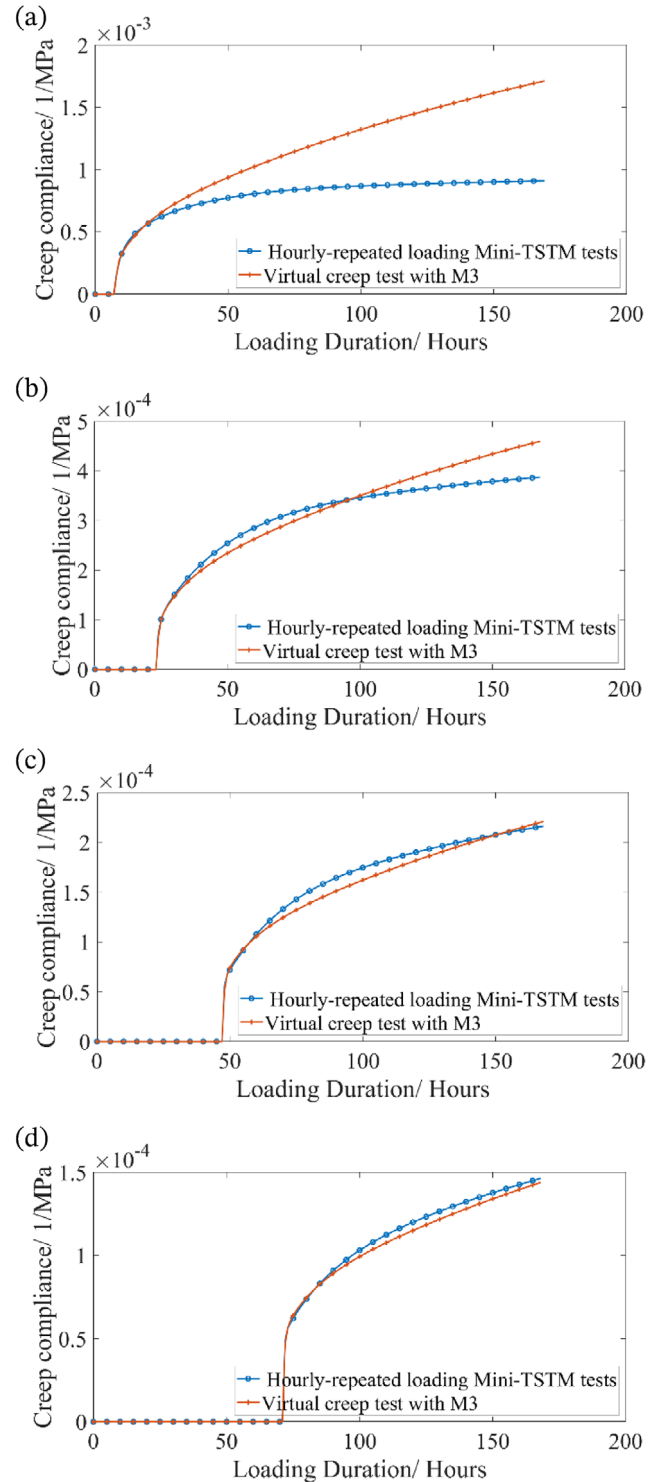 (a)
×10^-3
2
1.5
1
0.5
0
Creep compliance/ 1/MPa
Hourly-repeated loading Mini-TSTM tests
Virtual creep test with M3
0 50 100 150 200
Loading Duration/ Hours
(b)
×10^-4
5
4
3
2
1
0
Creep compliance/ 1/MPa
Hourly-repeated loading Mini-TSTM tests
Virtual creep test with M3
0 50 100 150 200
Loading Duration/ Hours
(c)
×10^-4
2.5
2
1.5
1
0.5
0
Creep compliance/ 1/MPa
Hourly-repeated loading Mini-TSTM tests
Virtual creep test with M3
0 50 100 150 200
Loading Duration/ Hours
(d)
×10^-4
1.5
1
0.5
0
Creep compliance/ 1/MPa
Hourly-repeated loading Mini-TSTM tests
Virtual creep test with M3
0 50 100 150 200
Loading Duration/ Hours